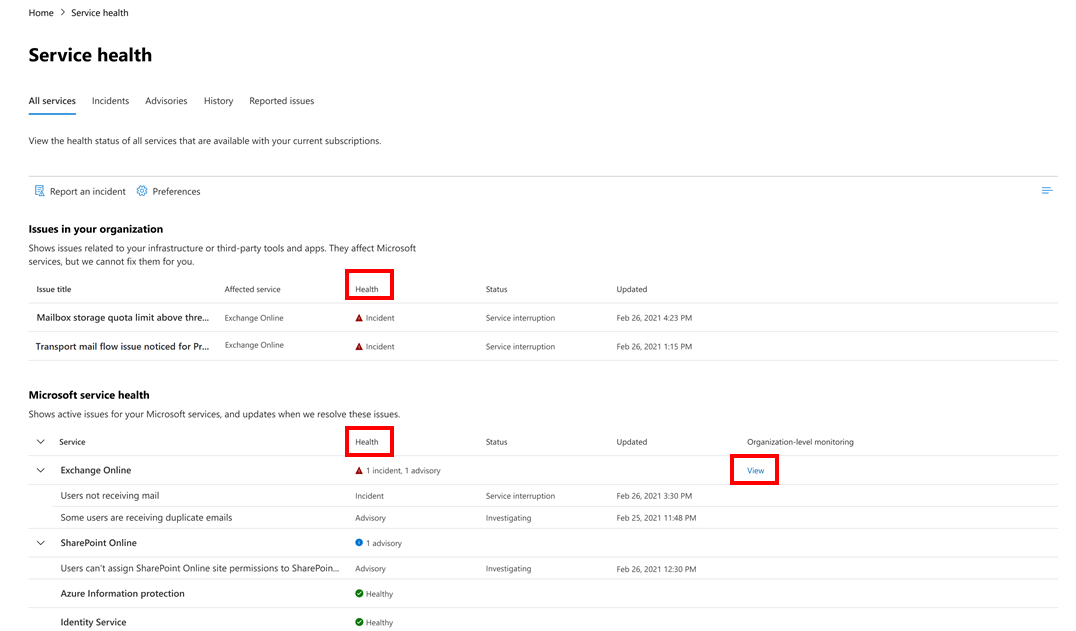 Home > Service health
Service health
All services Incidents Advisories History Reported issues
View the health status of all services that are available with your current subscriptions.
Report an incident Preferences
Issues in your organization
Shows issues related to your infrastructure or third-party tools and apps. They affect Microsoft
services, but we cannot fix them for you.
Issue title Affected service Health Status Updated
Mailbox storage quota limit above thre... Exchange Online Incident Service interruption Feb 26, 2021 4:23 PM
Transport mail flow issue noticed for Pr... Exchange Online Incident Service interruption Feb 26, 2021 1:15 PM
Microsoft service health
Shows active issues for your Microsoft services, and updates when we resolve these issues.
Service Health Status Updated Organization-level monitoring
Exchange Online 1 incident, 1 advisory View
Users not receiving mail Incident Service interruption Feb 26, 2021 3:30 PM
Some users are receiving duplicate emails Advisory Investigating Feb 25, 2021 11:48 PM
SharePoint Online 1 advisory
Users can't assign SharePoint Online site permissions to SharePoin... Advisory Investigating Feb 26, 2021 12:30 PM
Azure Information protection Healthy
Identity Service Healthy